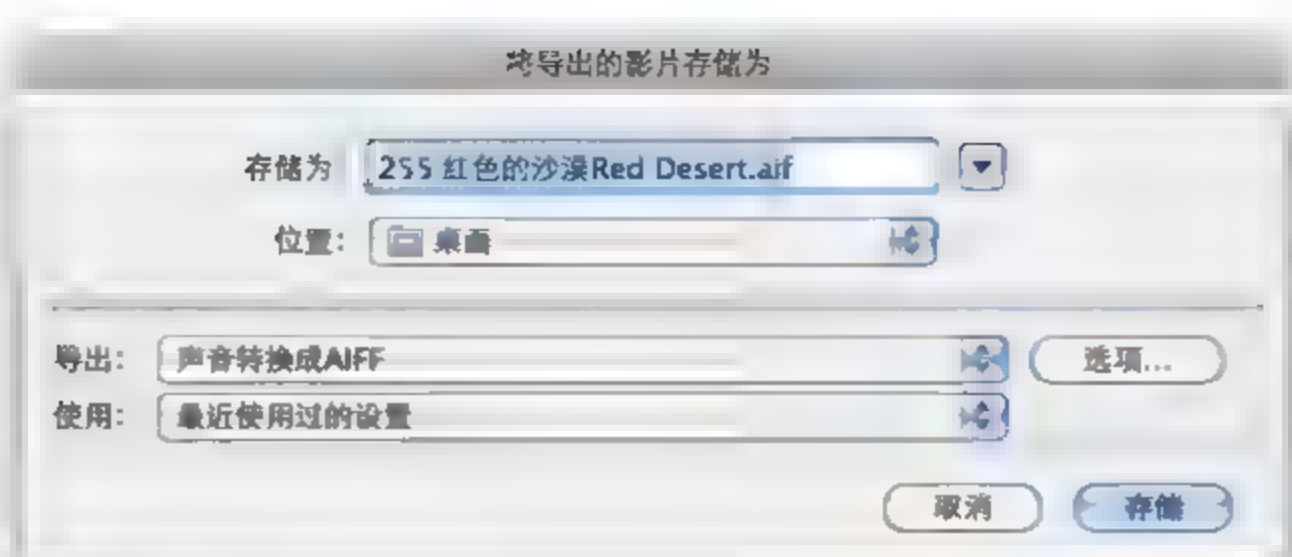 将导出的影片存储为
存储为 255 红色的沙漠Red Desert.aif
位置： 桌面
导出： 声音转换成AIFF 选项...
使用： 最近使用过的设置
取消 存储